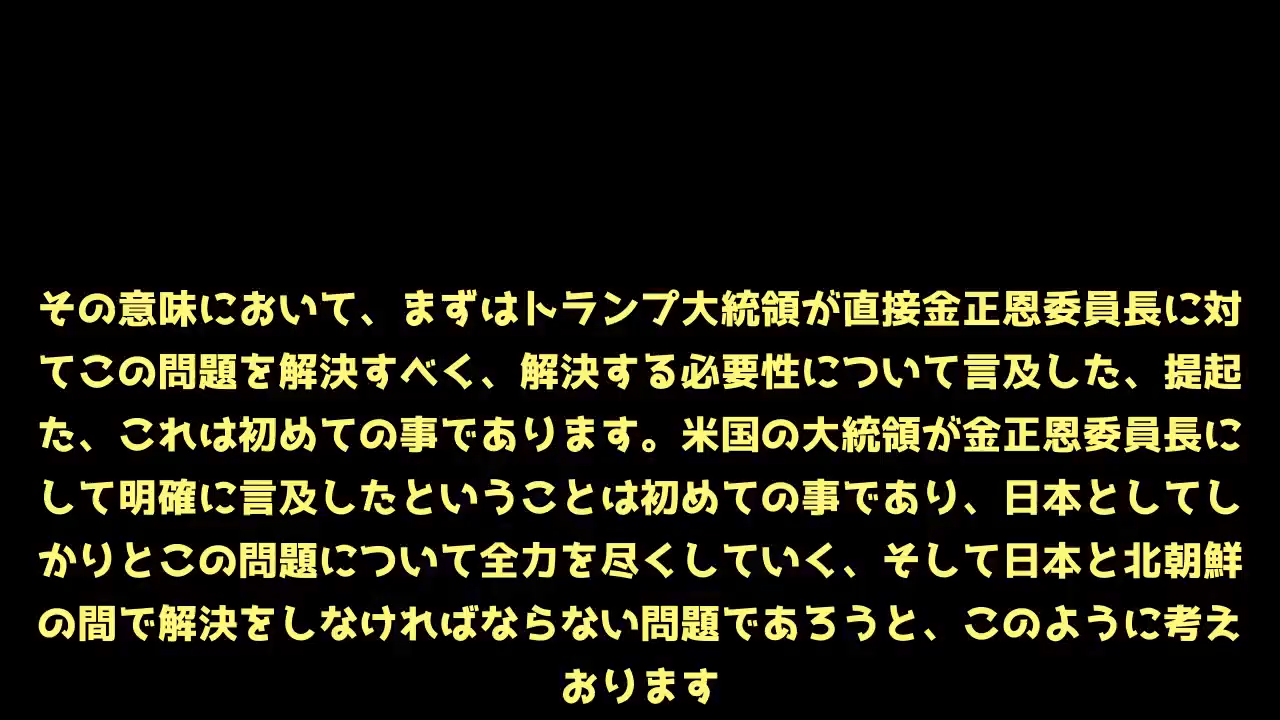 その意味において、まずはトランプ大統領が直接金正恩委員長に対
てこの問題を解決すべく、解決する必要性について言及した、提起
た、これは初めての事であります。米国の大統領が金正恩委員長に
して明確に言及したということは初めての事であり、日本としてし
かりとこの問題について全力を尽くしていく、そして日本と北朝鮮
の間で解決をしなければならない問題であろうと、このように考え
おります